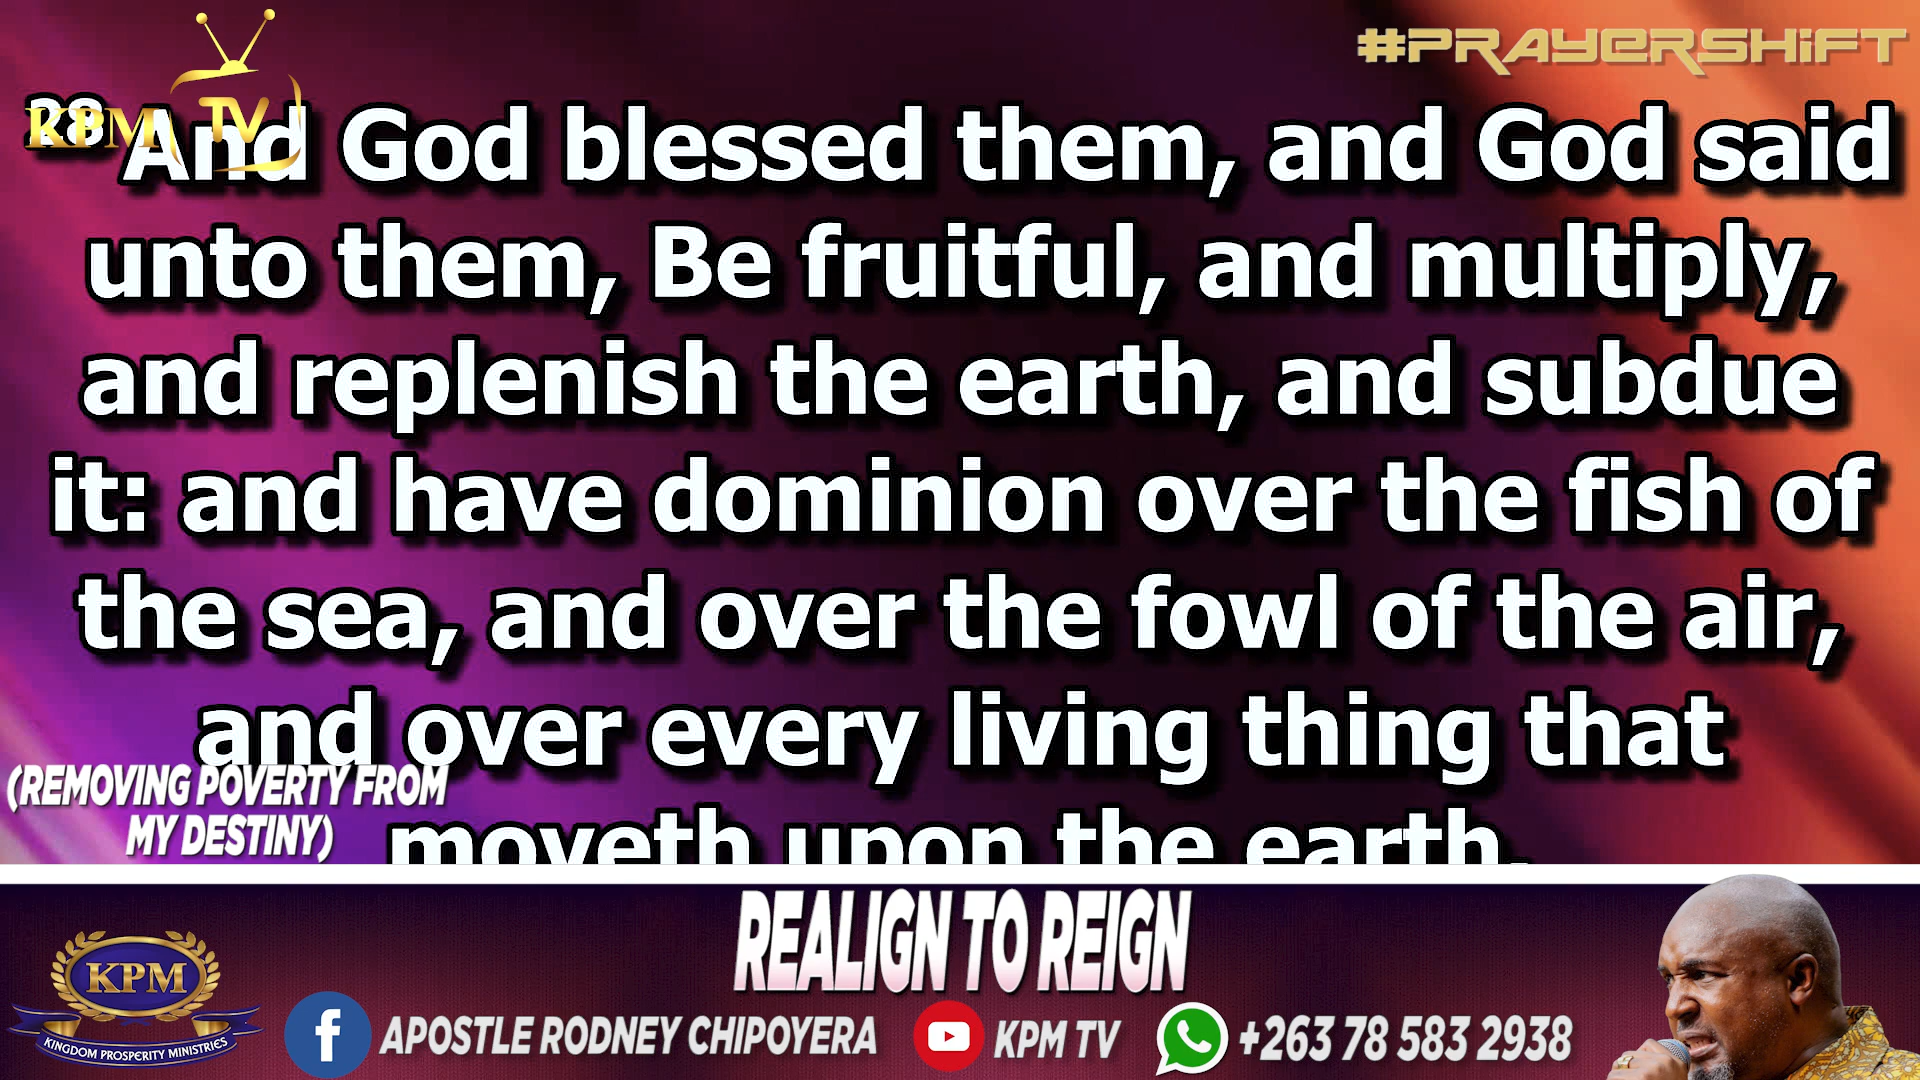 #PRAYERSHIFT
KPM TV
28 And God blessed them, and God said
unto them, Be fruitful, and multiply,
and replenish the earth, and subdue
it: and have dominion over the fish of
the sea, and over the fowl of the air,
and over every living thing that
moveth upon the earth.
(REMOVING POVERTY FROM
MY DESTINY)
REALIGN TO REIGN
KPM
KINGDOM PROSPERITY MINISTRIES
f APOSTLE RODNEY CHIPOYERA
KPM TV
+263 78 583 2938